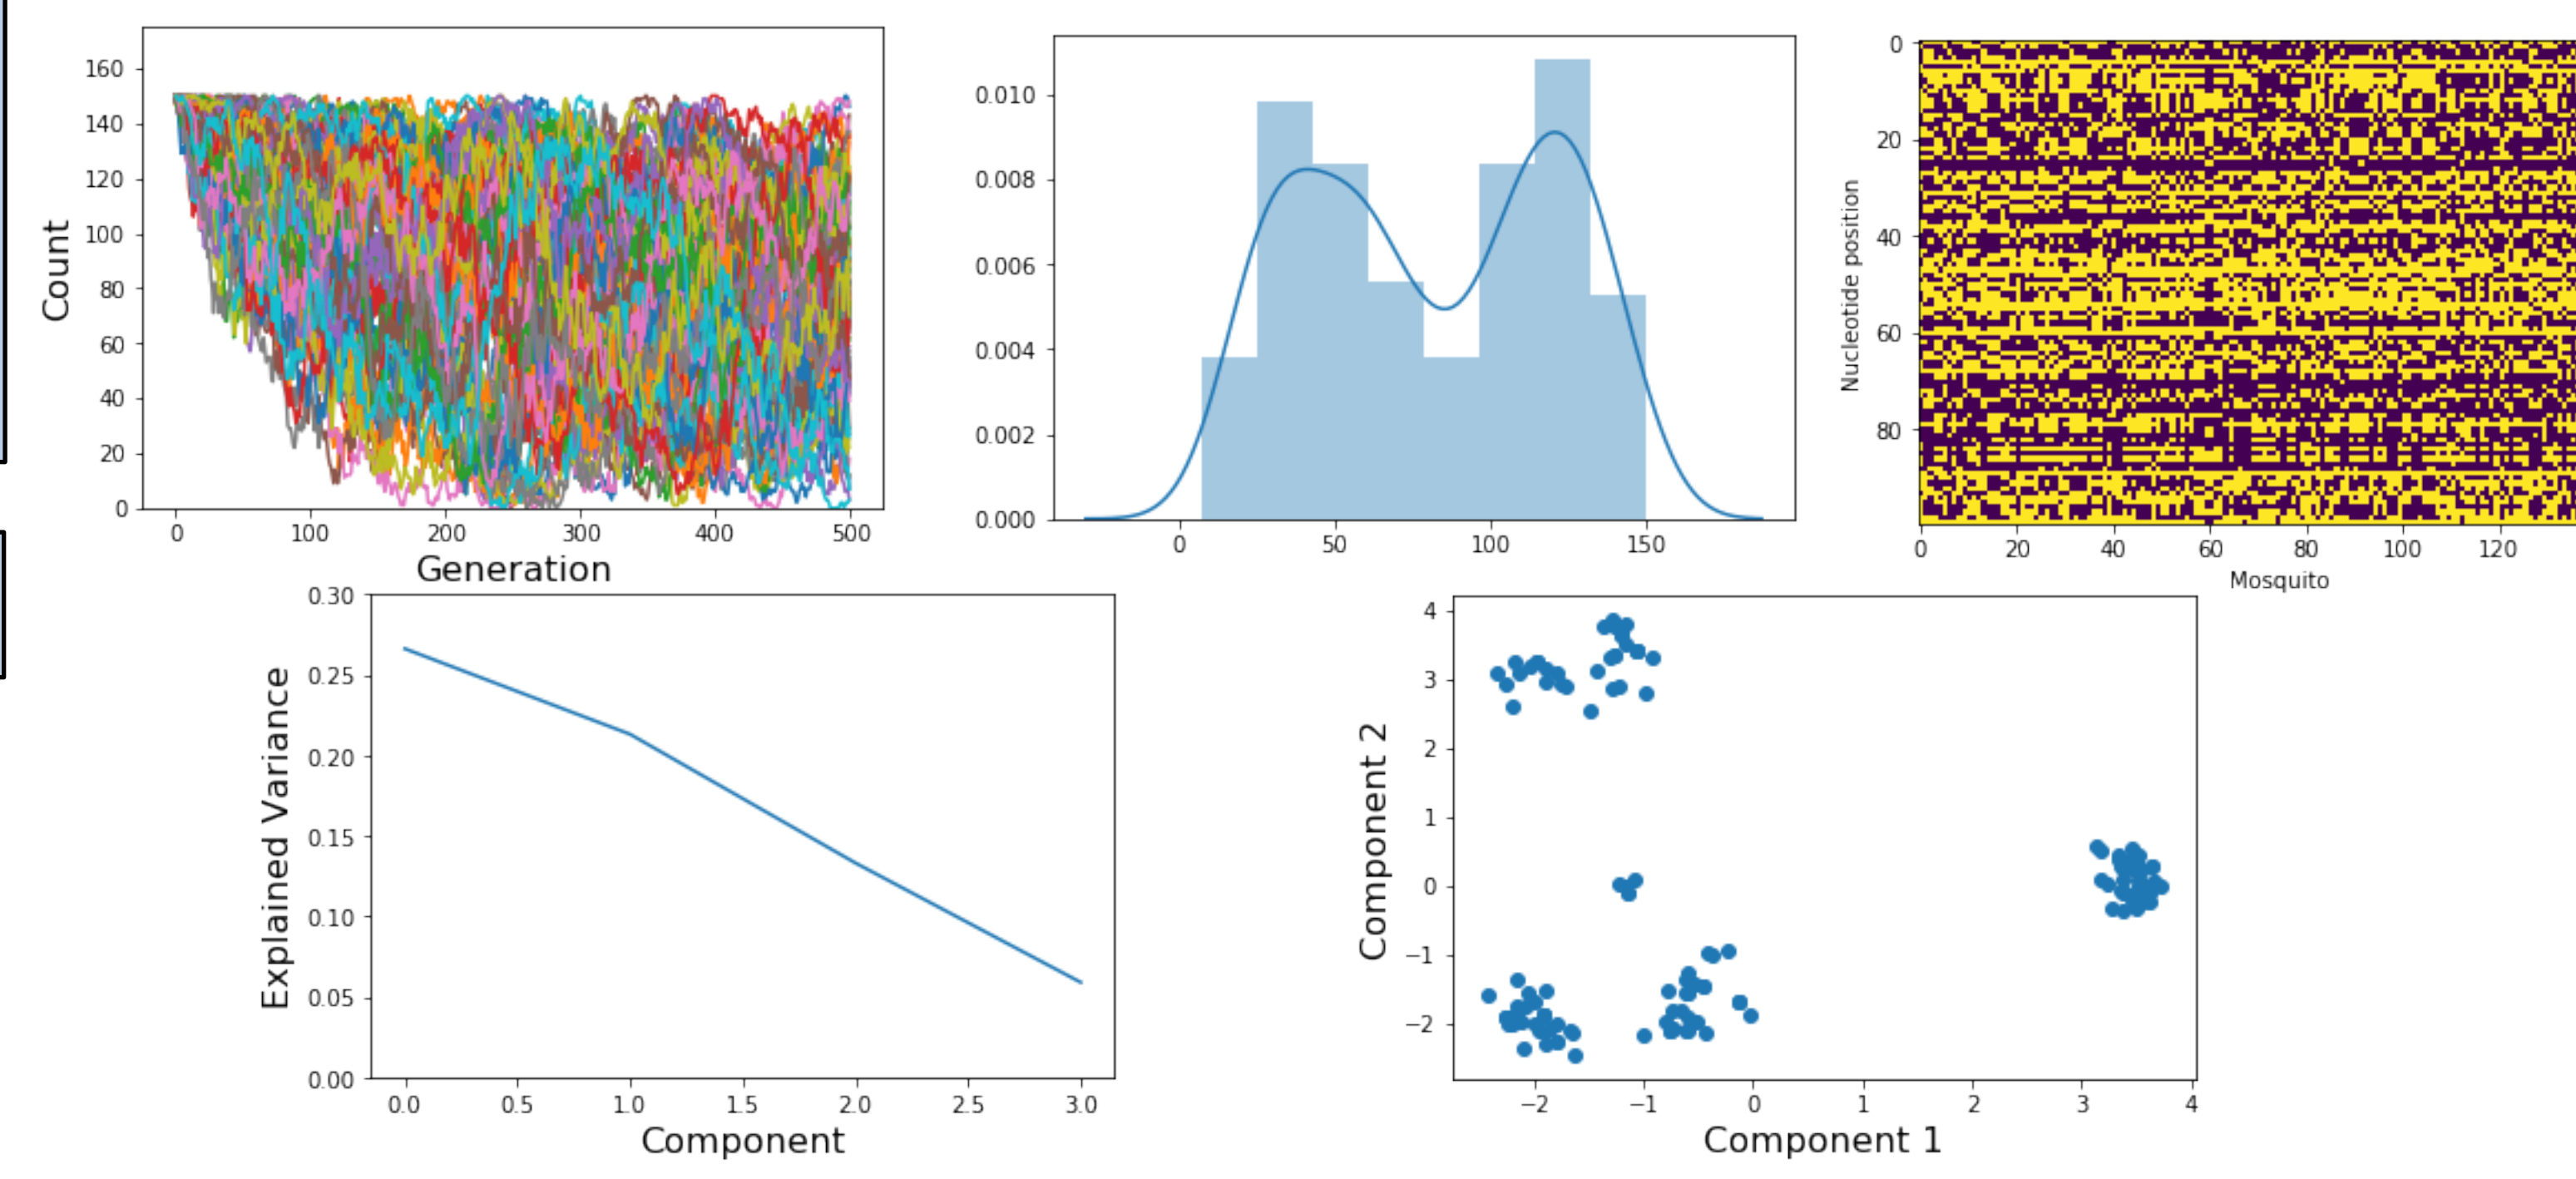 160
140
120
100
80
60
40
20
0
Count
0 100 200 300 400 500
Generation
0.010
0.008
0.006
0.004
0.002
0.000
0 50 100 150
0
20
40
60
80
Nucleotide position
0 20 40 60 80 100 120
Mosquito
0.30
0.25
0.20
0.15
0.10
0.05
0.00
Explained Variance
0.0 0.5 1.0 1.5 2.0 2.5 3.0
Component
4
3
2
1
0
−1
−2
Component 2
−2 −1 0 1 2 3 4
Component 1